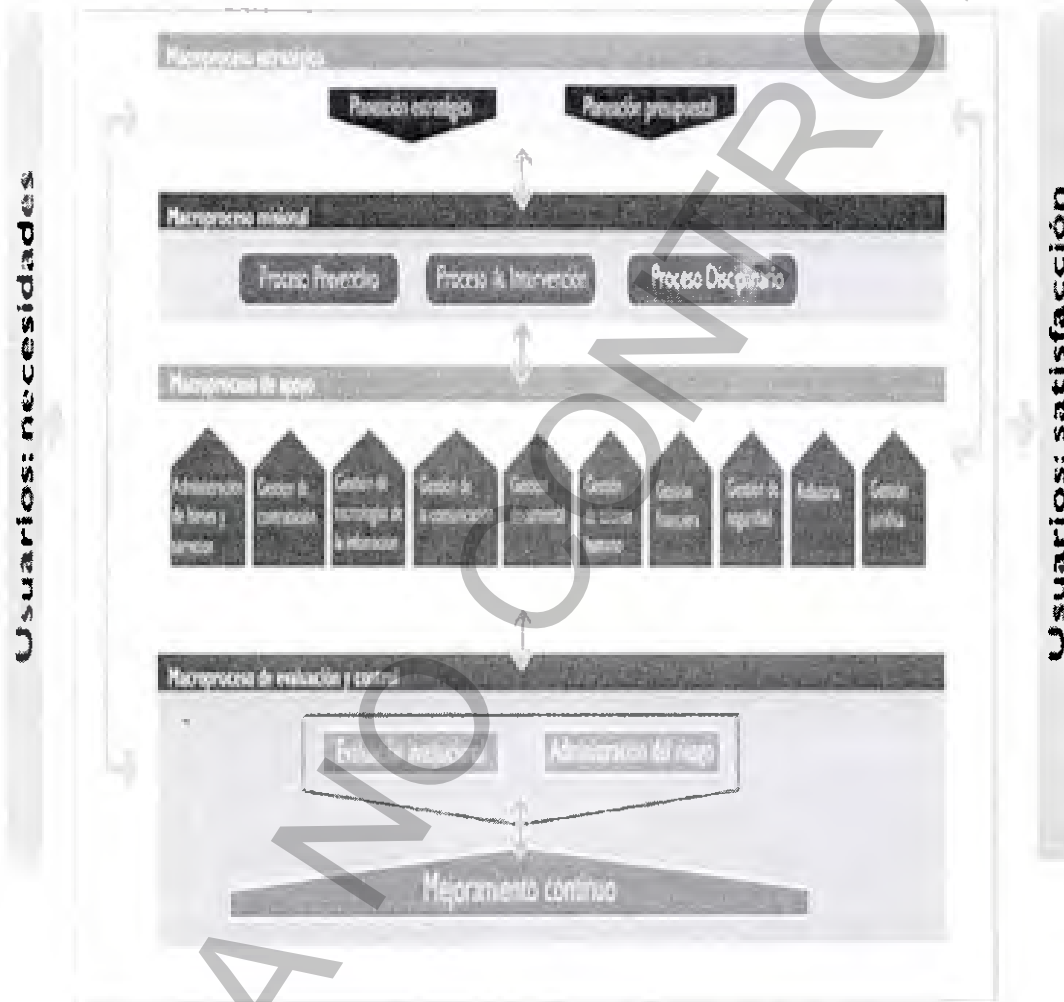 Usuarios: necesidades
Macroproceso estratégico
Planeación estratégica
Planeación presupuestal
Macroproceso misional
Proceso Preventivo
Proceso de Intervención
Proceso Disciplinario
Macroproceso de apoyo
Administración
de bienes y
servicios
Gestión de
contratación
Gestión de
tecnologías de
la información
Gestión de
la comunicación
Gestión
documental
Gestión
humano
Gestión
financiera
Gestión de
seguridad
Gestión
jurídica
Macroproceso de evaluación y control
Administración del riesgo
Mejoramiento continuo
Usuarios: satisfacción
A NO CONTRO